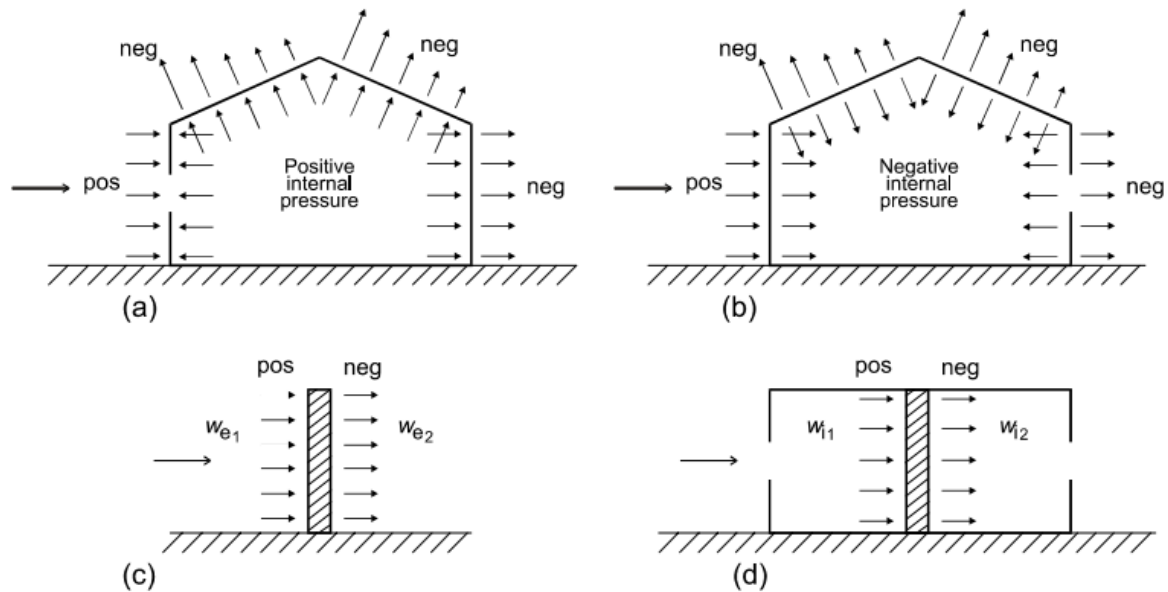 neg
neg
pos
Positive
internal
pressure
neg
(a)
neg
neg
pos
Negative
internal
pressure
neg
(b)
pos
neg
we1
we2
(c)
pos
neg
wi1
wi2
(d)